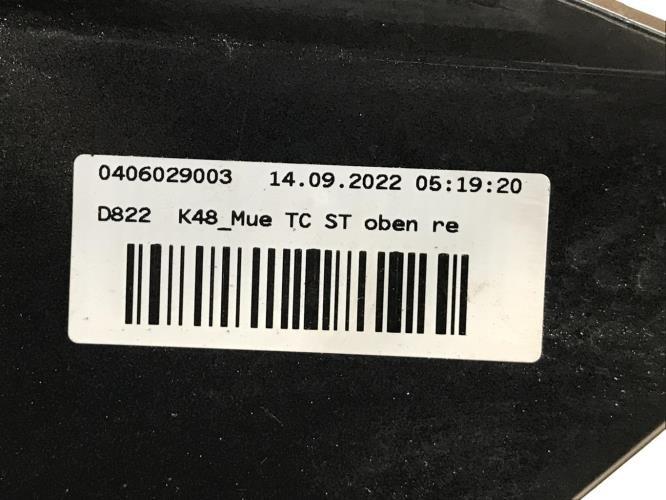 0406029003 14.09.2022 05:19:20
D822 K48_Mue TC ST oben re